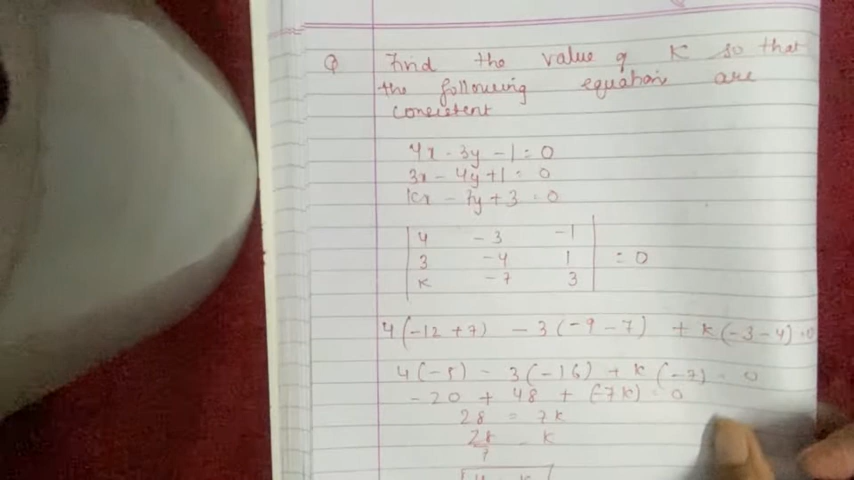 Q Find the value of K so that
the following equation are
consistent
4x - 3y - 1 = 0
3x - 4y + 1 = 0
kx - 7y + 3 = 0
4 -3 -1
3 -4 1 = 0
k -7 3
4(-12 + 7) - 3(-9 - 7) + k(-3 - 4) = 0
4(-5) - 3(-16) + k(-7) = 0
-20 + 48 + (-7k) = 0
28 = 7k
28/7 = k